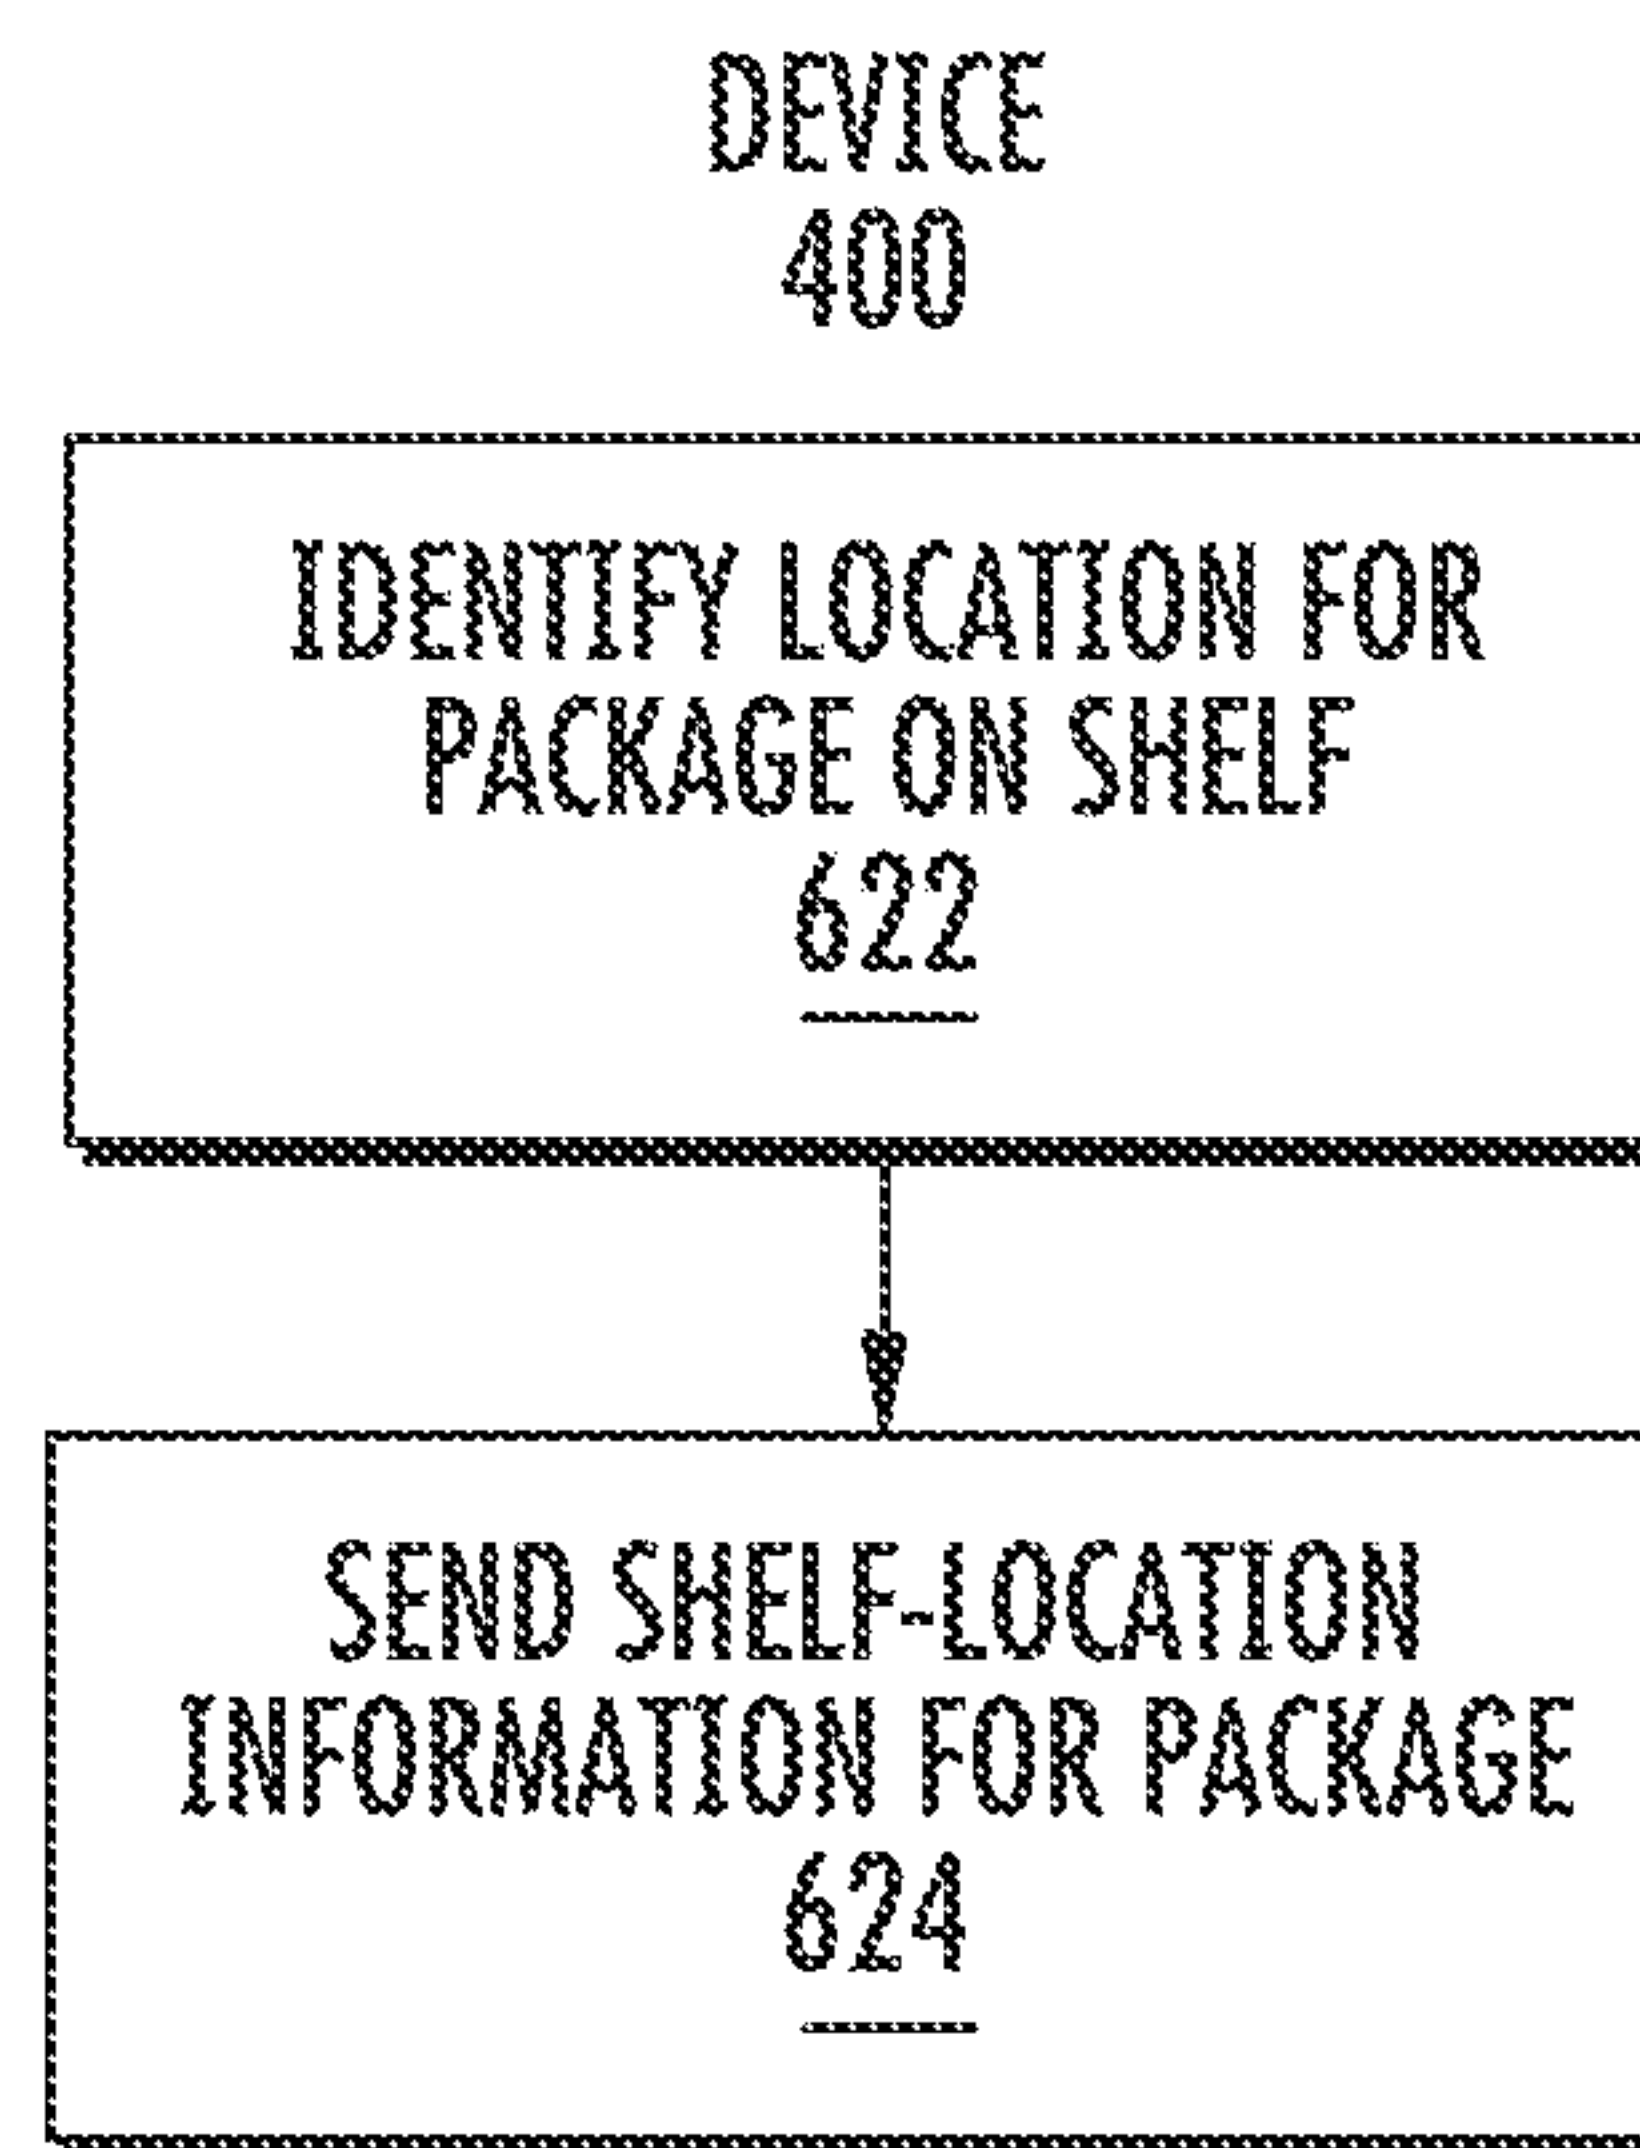 DEVICE
400
IDENTIFY LOCATION FOR
PACKAGE ON SHELF
622
SEND SHELF-LOCATION
INFORMATION FOR PACKAGE
624